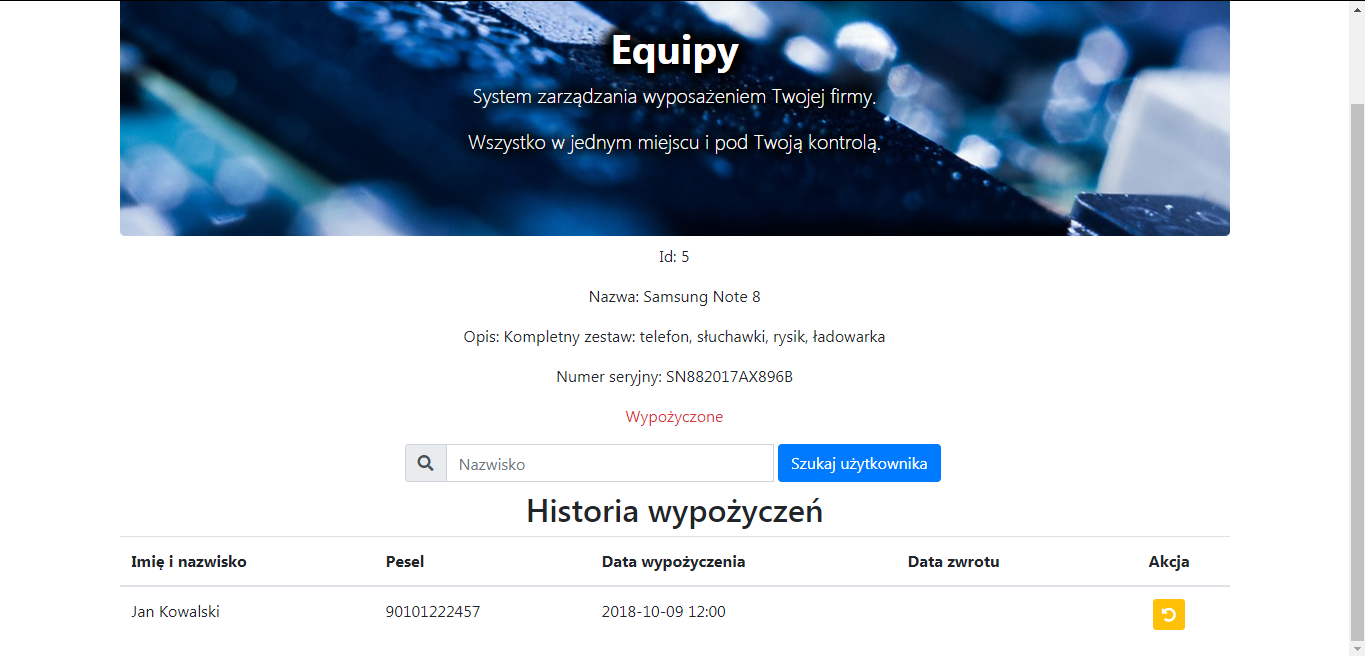 Equipy
System zarządzania wyposażeniem Twojej firmy.
Wszystko w jednym miejscu i pod Twoją kontrolą.
Id: 5
Nazwa: Samsung Note 8
Opis: Kompletny zestaw: telefon, słuchawki, rysik, ładowarka
Numer seryjny: SN882017AX896B
Wypożyczone
Nazwisko Szukaj użytkownika
Historia wypożyczeń
Imię i nazwisko Pesel Data wypożyczenia Data zwrotu Akcja
Jan Kowalski 90101222457 2018-10-09 12:00